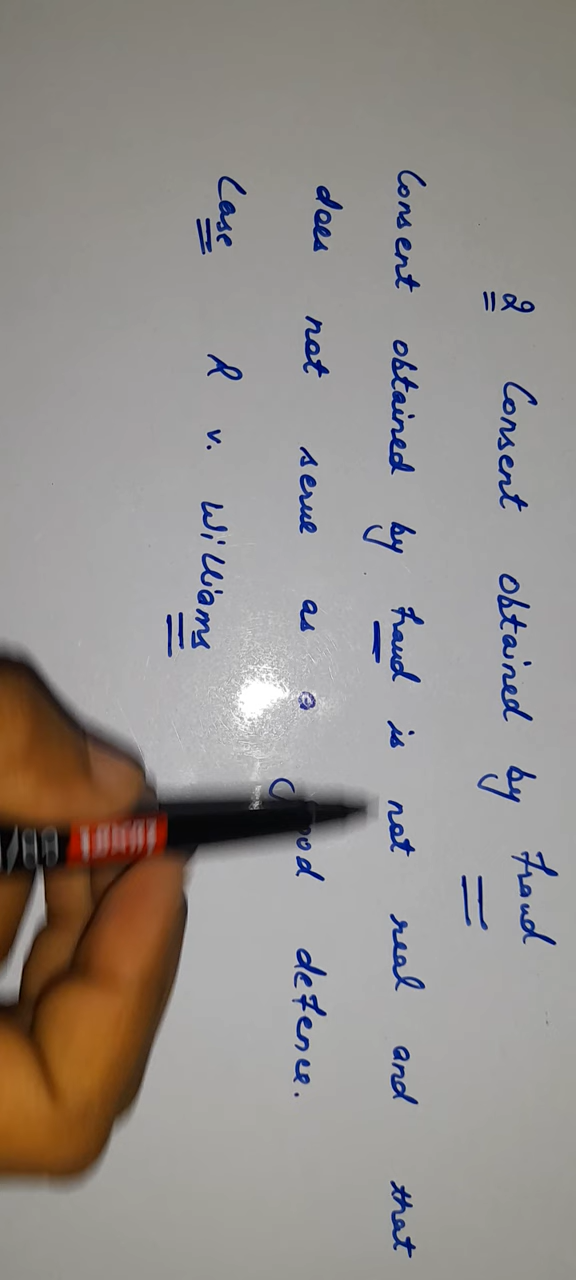 2 Consent obtained by Fraud
Consent obtained by fraud is not real and that
does not serve as a Good defence.
Case R v. Williams